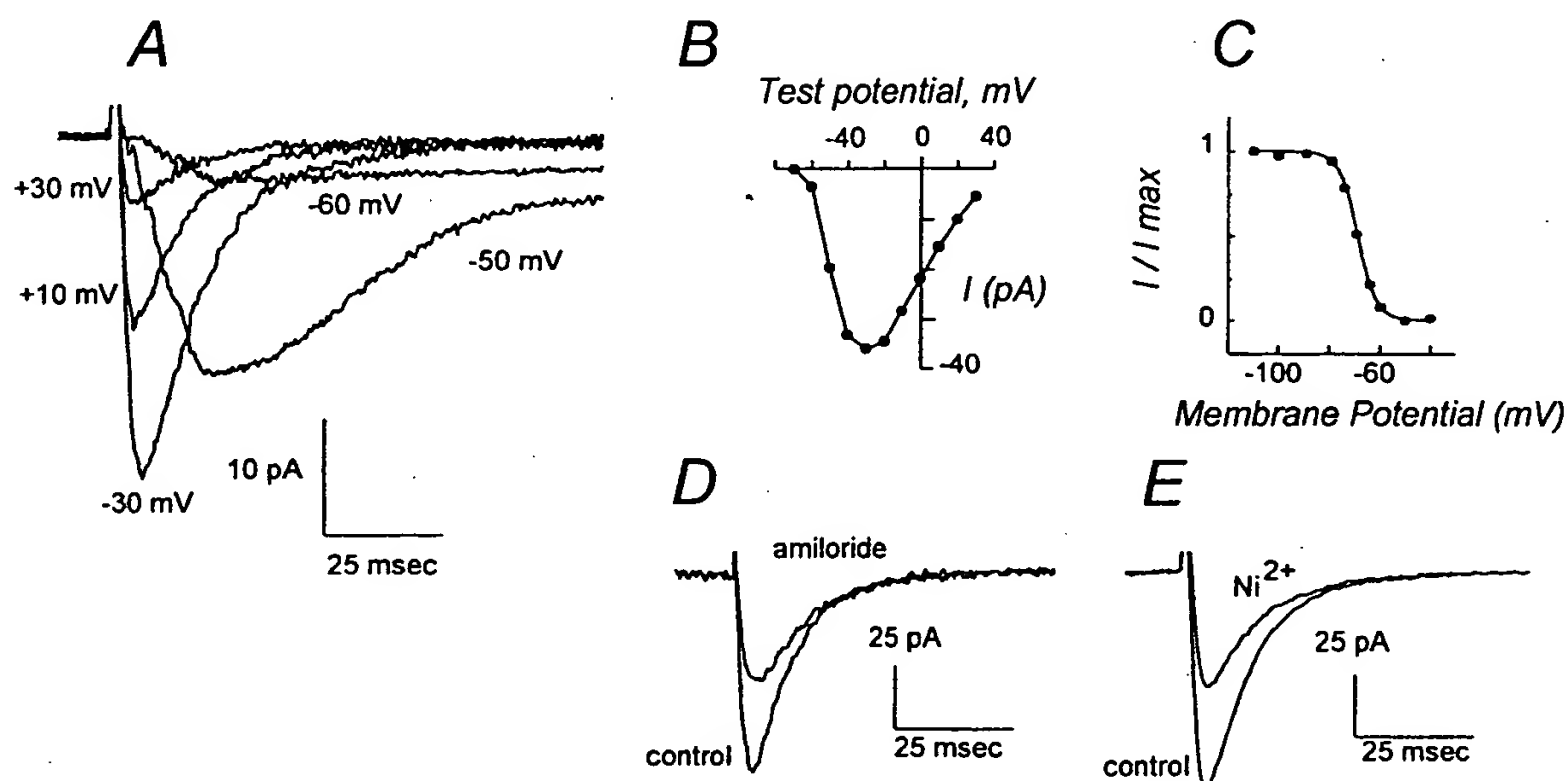 A
+30 mV
-60 mV
-50 mV
+10 mV
-30 mV
10 pA
25 msec
B
Test potential, mV
-40 0 40
I (pA)
-40
C
1
I / I max
0
-100 -60
Membrane Potential (mV)
D
amiloride
25 pA
control
25 msec
E
Ni2+
25 pA
control
25 msec